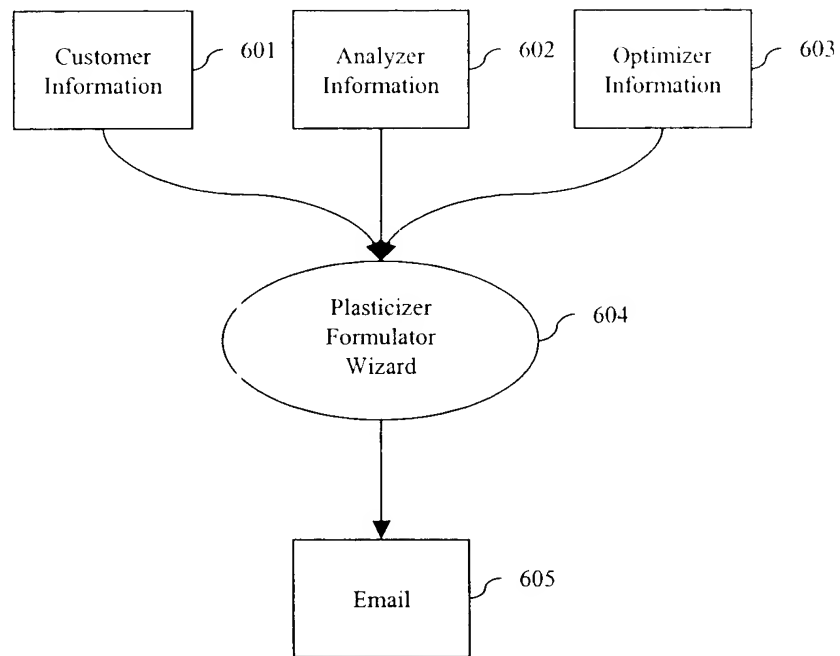 Customer
Information
601
Analyzer
Information
602
Optimizer
Information
603
Plasticizer
Formulator
Wizard
604
Email
605